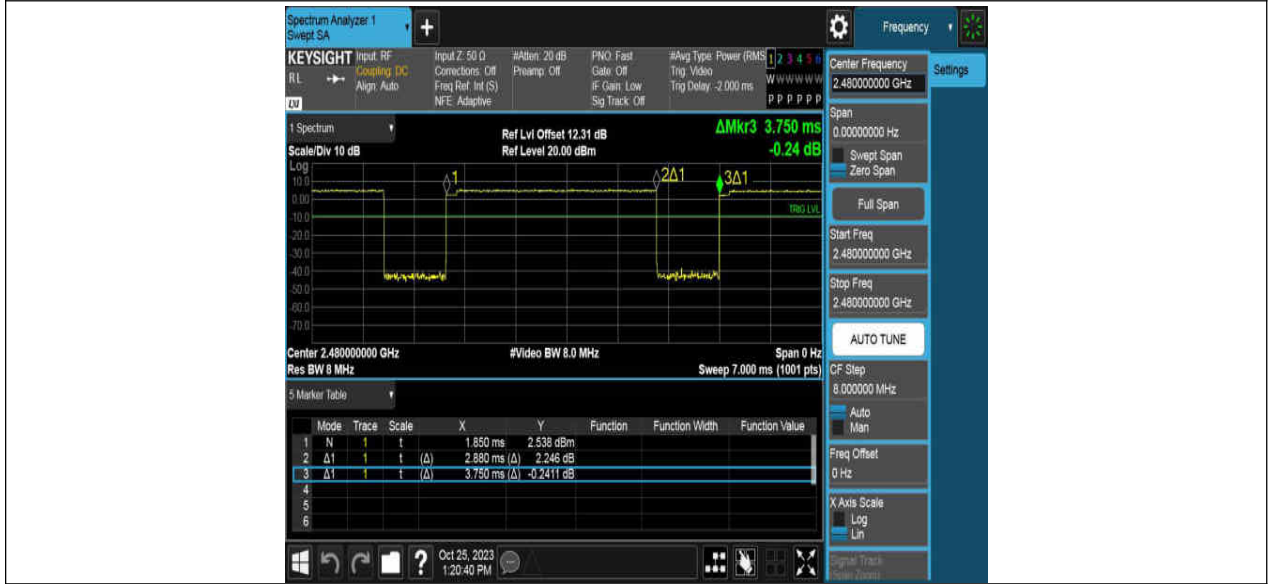 Spectrum Analyzer 1
Swept SA
+
Frequency
KEYSIGHT
RL
LXI
Input: RF
Coupling: DC
Align: Auto
Input Z: 50 Ω
Corrections: Off
Freq Ref: Int (S)
NFE: Adaptive
#Atten: 20 dB
Preamp: Off
PNO: Fast
Gate: Off
IF Gain: Low
Sig Track: Off
#Avg Type: Power (RMS
Trig: Video
Trig Delay: -2.000 ms
1 2 3 4 5 6
W W W W W W
P P P P P P
1 Spectrum
Scale/Div 10 dB
Ref Lvl Offset 12.31 dB
Ref Level 20.00 dBm
ΔMkr3 3.750 ms
-0.24 dB
Log
10.0
0.00
-10.0
-20.0
-30.0
-40.0
-50.0
-60.0
-70.0
1
2Δ1
3Δ1
TRIG LVL
Center 2.480000000 GHz
#Video BW 8.0 MHz
Span 0 Hz
Res BW 8 MHz
Sweep 7.000 ms (1001 pts)
5 Marker Table
Mode Trace Scale X Y Function Function Width Function Value
1 N 1 t 1.850 ms 2.538 dBm
2 Δ1 1 t (Δ) 2.880 ms (Δ) 2.246 dB
3 Δ1 1 t (Δ) 3.750 ms (Δ) -0.2411 dB
4
5
6
?
Oct 25, 2023
1:20:40 PM
Settings
Center Frequency
2.480000000 GHz
Span
0.00000000 Hz
Swept Span
Zero Span
Full Span
Start Freq
2.480000000 GHz
Stop Freq
2.480000000 GHz
AUTO TUNE
CF Step
8.000000 MHz
Auto
Man
Freq Offset
0 Hz
X Axis Scale
Log
Lin
Signal Track
(Span Zoom)